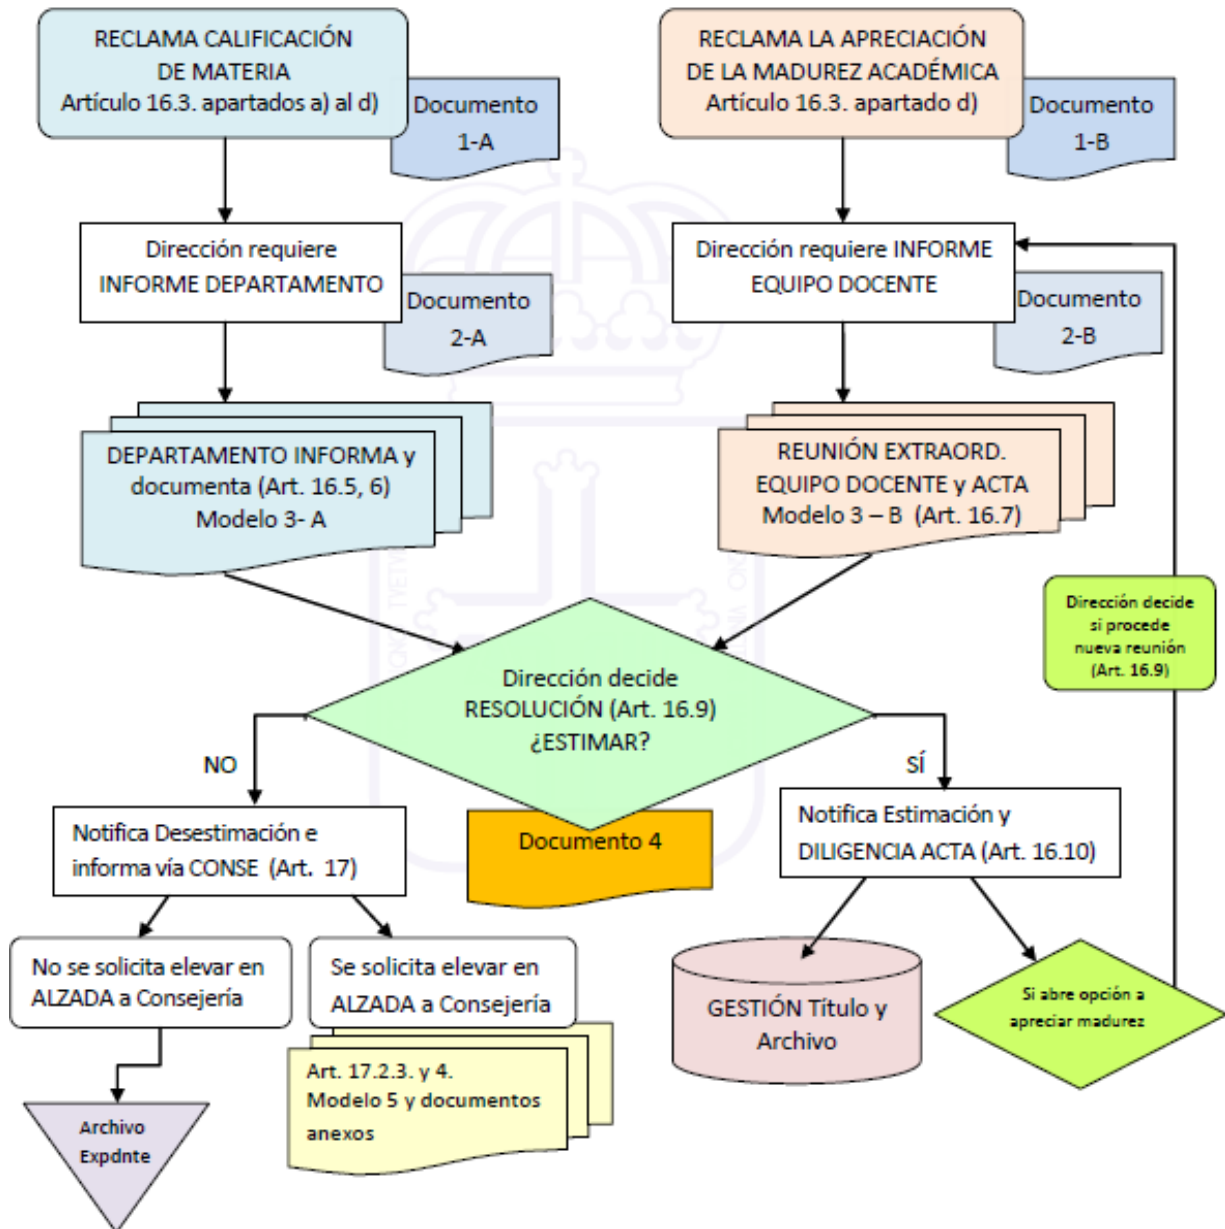 RECLAMA CALIFICACIÓN
DE MATERIA
Artículo 16.3. apartados a) al d)
Documento
1-A
RECLAMA LA APRECIACIÓN
DE LA MADUREZ ACADÉMICA
Artículo 16.3. apartado d)
Documento
1-B
Dirección requiere
INFORME DEPARTAMENTO
Documento
2-A
Dirección requiere INFORME
EQUIPO DOCENTE
Documento
2-B
DEPARTAMENTO INFORMA y
documenta (Art. 16.5, 6)
Modelo 3- A
REUNIÓN EXTRAORD.
EQUIPO DOCENTE y ACTA
Modelo 3 – B (Art. 16.7)
Dirección decide
si procede
nueva reunión
(Art. 16.9)
Dirección decide
RESOLUCIÓN (Art. 16.9)
¿ESTIMAR?
NO
SÍ
Notifica Desestimación e
informa vía CONSE (Art. 17)
Documento 4
Notifica Estimación y
DILIGENCIA ACTA (Art. 16.10)
No se solicita elevar en
ALZADA a Consejería
Se solicita elevar en
ALZADA a Consejería
GESTIÓN Título y
Archivo
Si abre opción a
apreciar madurez
Art. 17.2.3. y 4.
Modelo 5 y documentos
anexos
Archivo
Expdnte